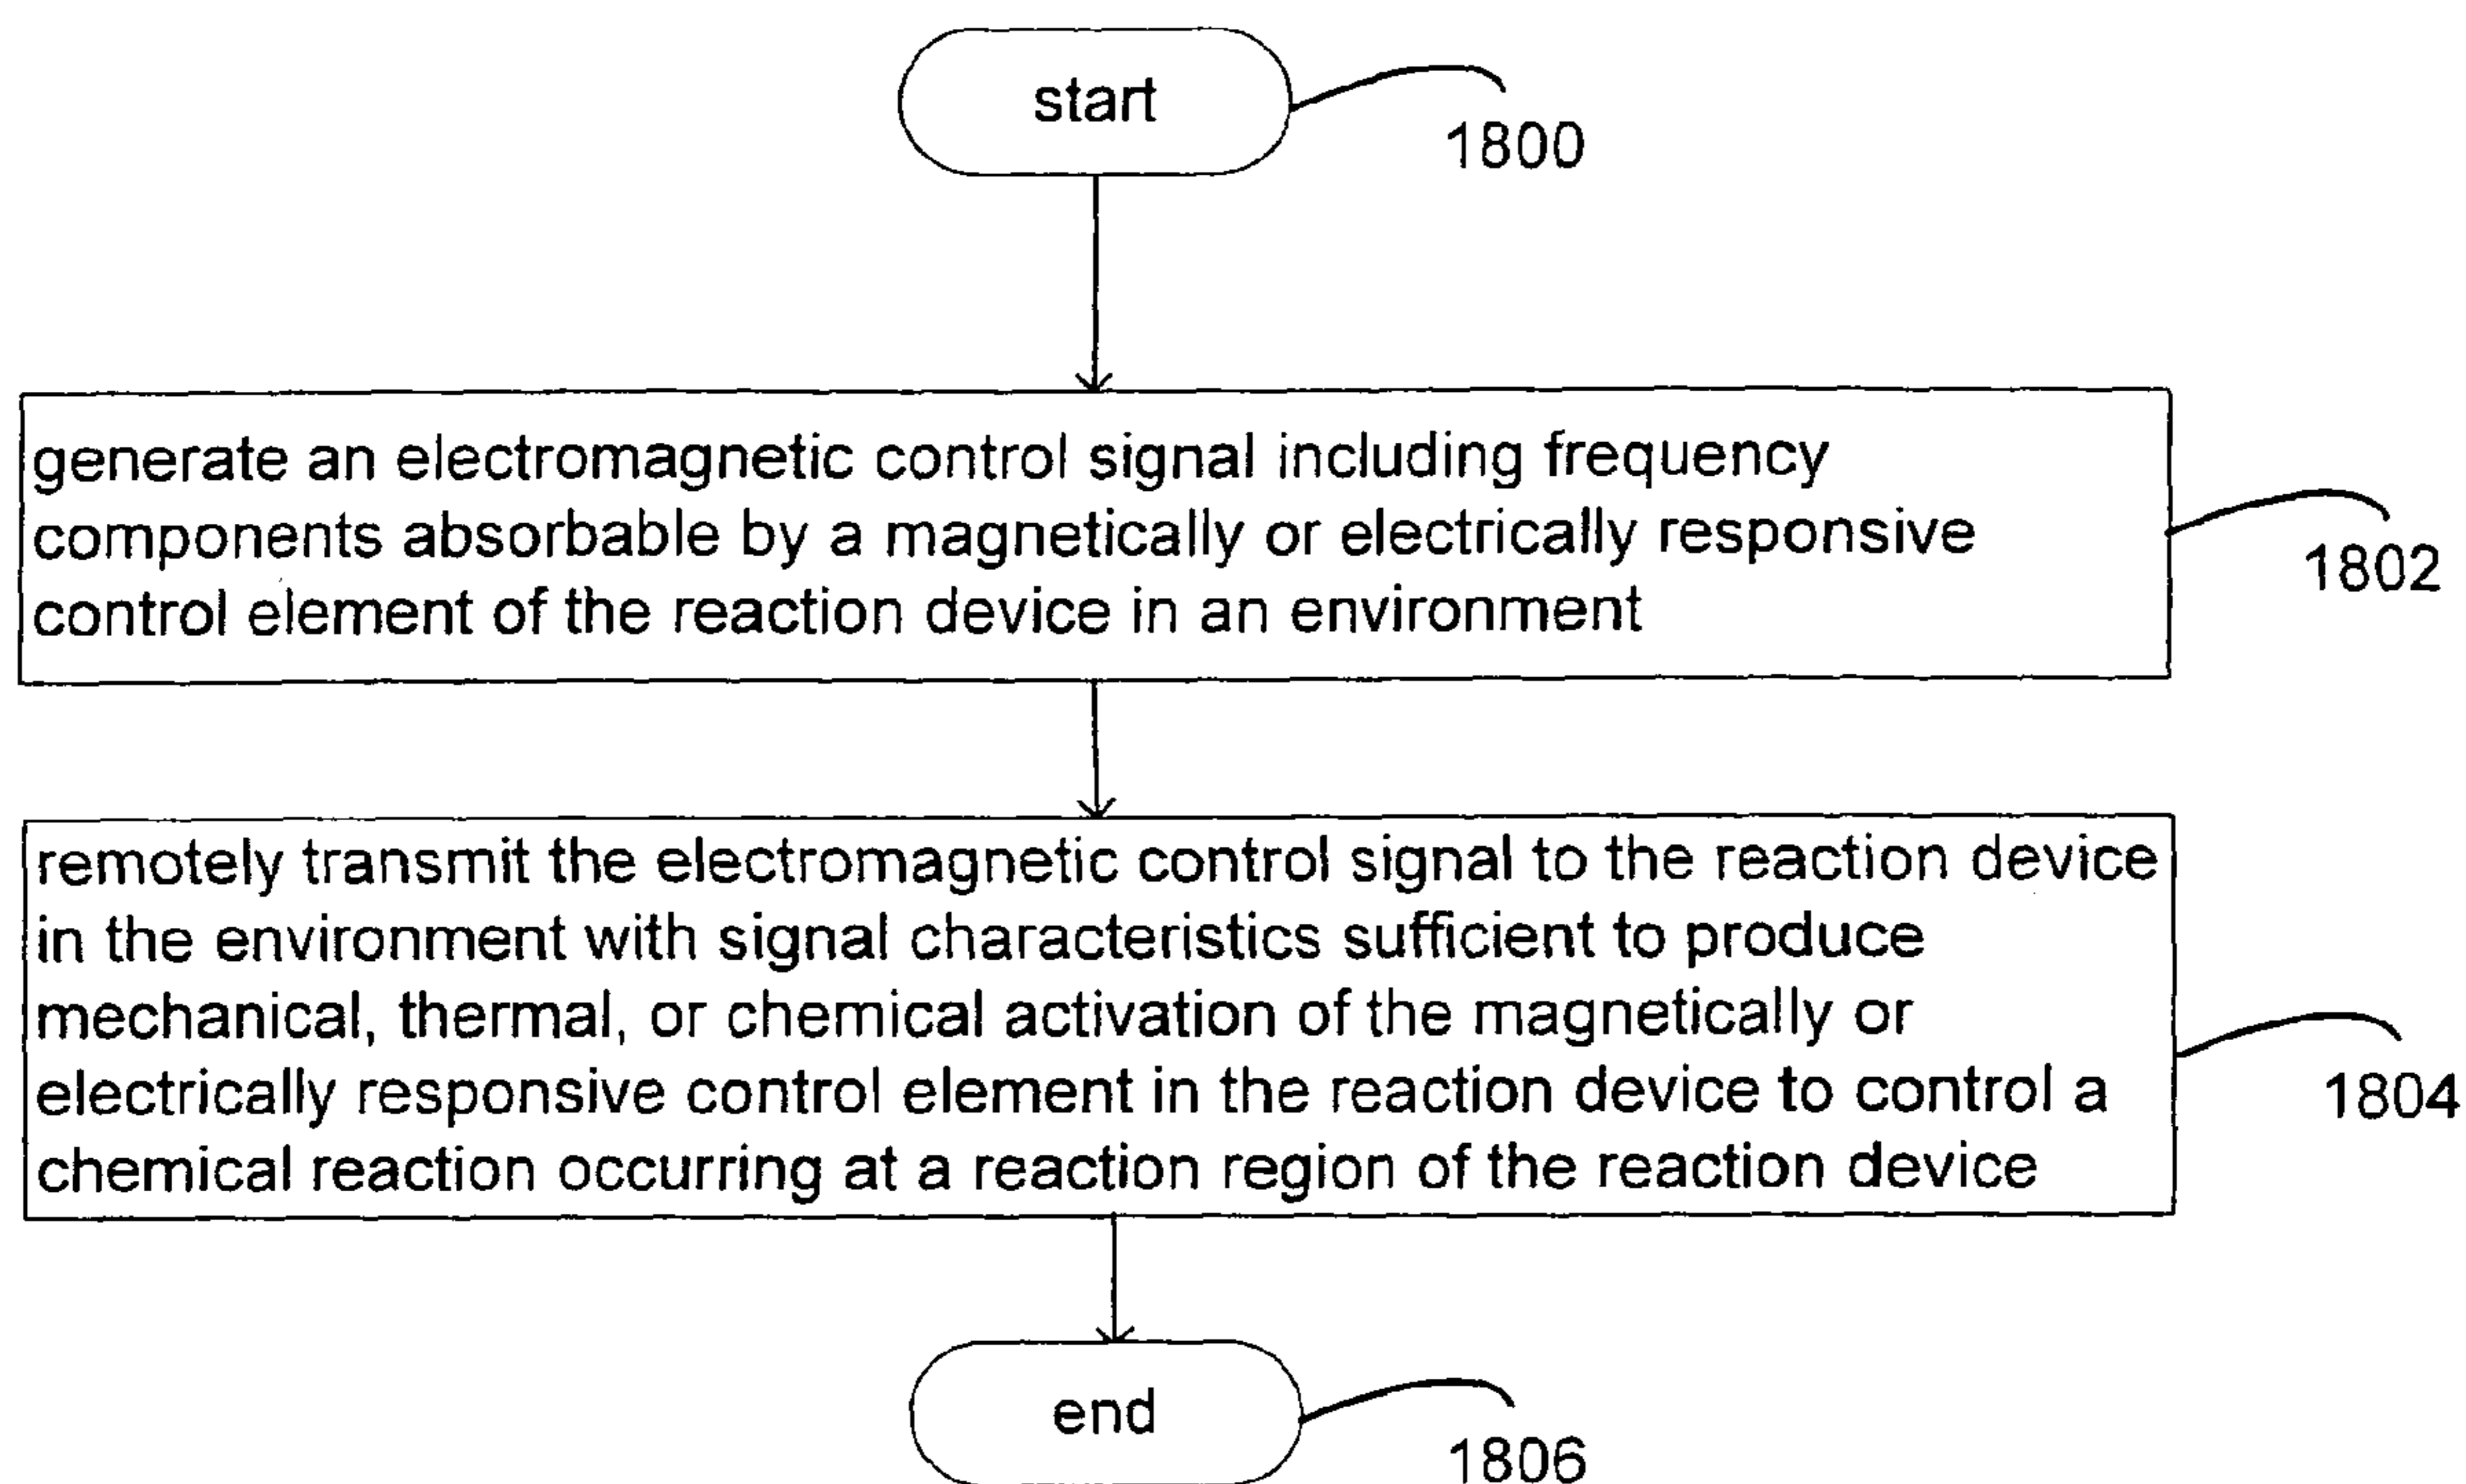 start
1800
generate an electromagnetic control signal including frequency
components absorbable by a magnetically or electrically responsive
control element of the reaction device in an environment
1802
remotely transmit the electromagnetic control signal to the reaction device
in the environment with signal characteristics sufficient to produce
mechanical, thermal, or chemical activation of the magnetically or
electrically responsive control element in the reaction device to control a
chemical reaction occurring at a reaction region of the reaction device
1804
end
1806